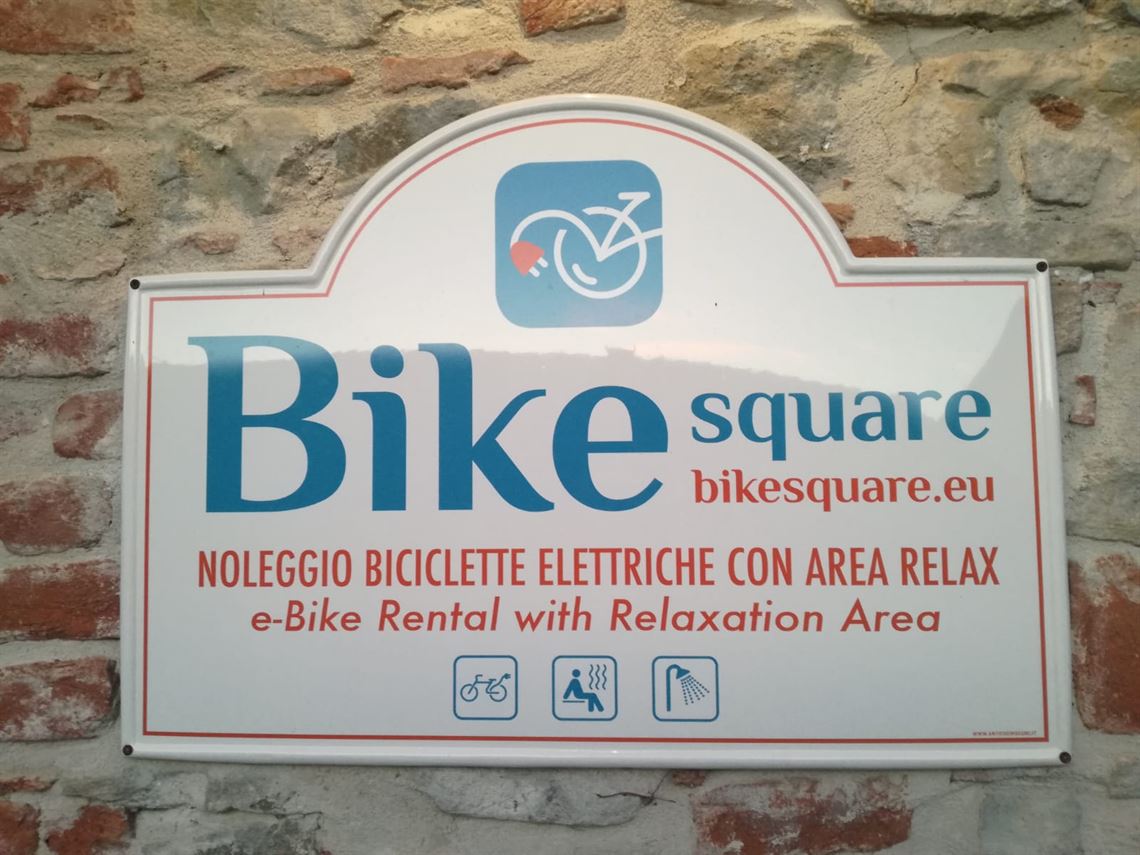 Bike square
bikesquare.eu
NOLEGGIO BICICLETTE ELETTRICHE CON AREA RELAX
e-Bike Rental with Relaxation Area